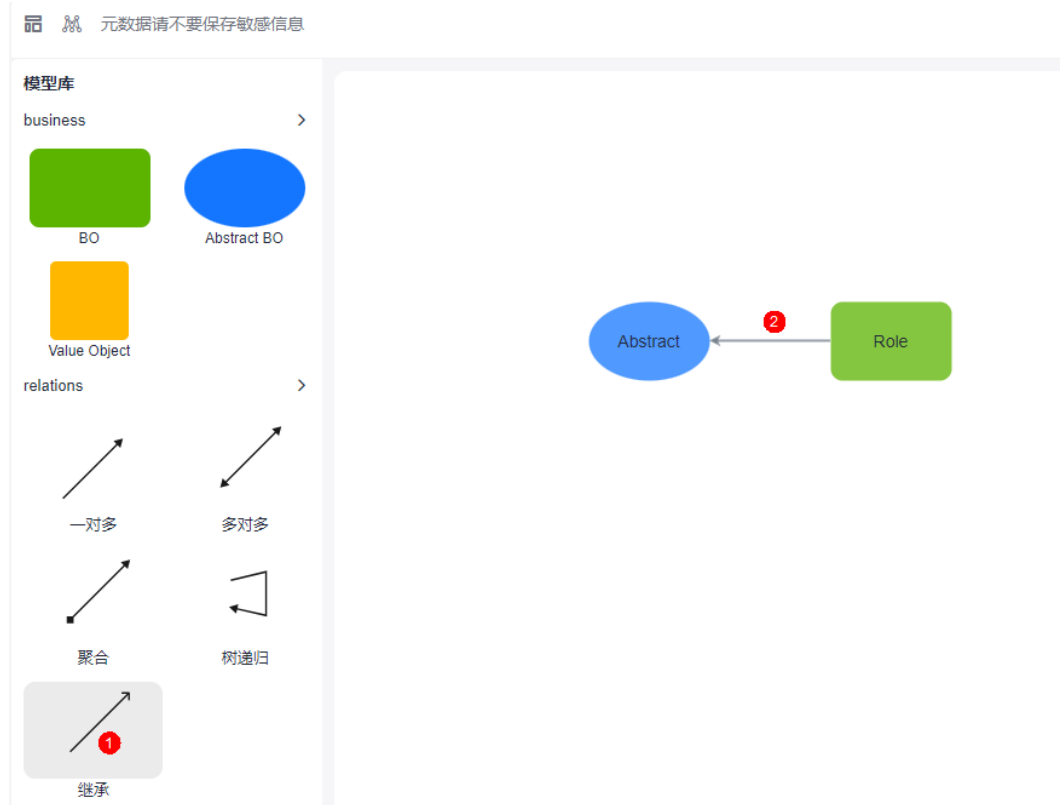 元数据请不要保存敏感信息
模型库
business
BO
Abstract BO
Value Object
relations
一对多
多对多
聚合
树递归
1
继承
Abstract
2
Role